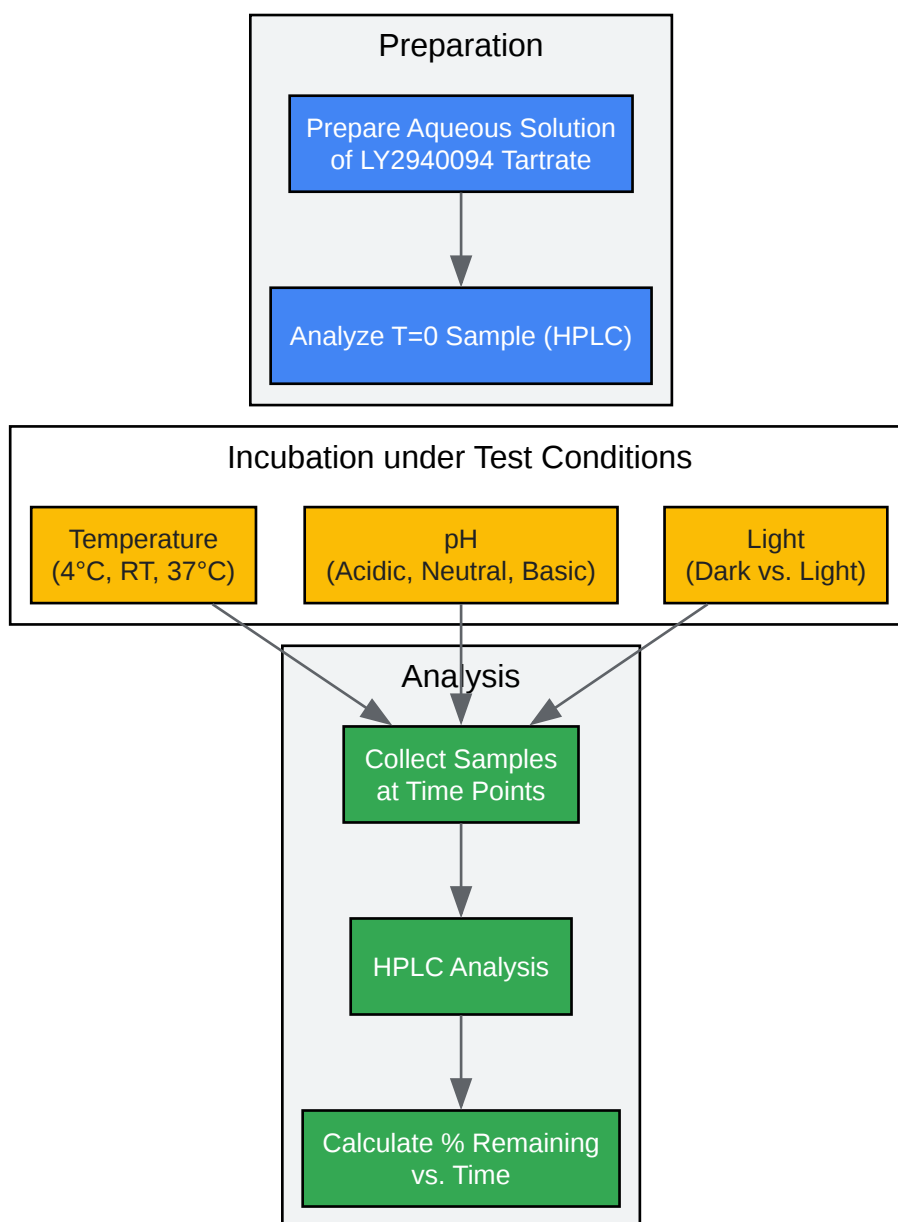 Preparation
Prepare Aqueous Solution
of LY2940094 Tartrate
Analyze T=0 Sample (HPLC)
Incubation under Test Conditions
Temperature
(4°C, RT, 37°C)
pH
(Acidic, Neutral, Basic)
Light
(Dark vs. Light)
Analysis
Collect Samples
at Time Points
HPLC Analysis
Calculate % Remaining
vs. Time